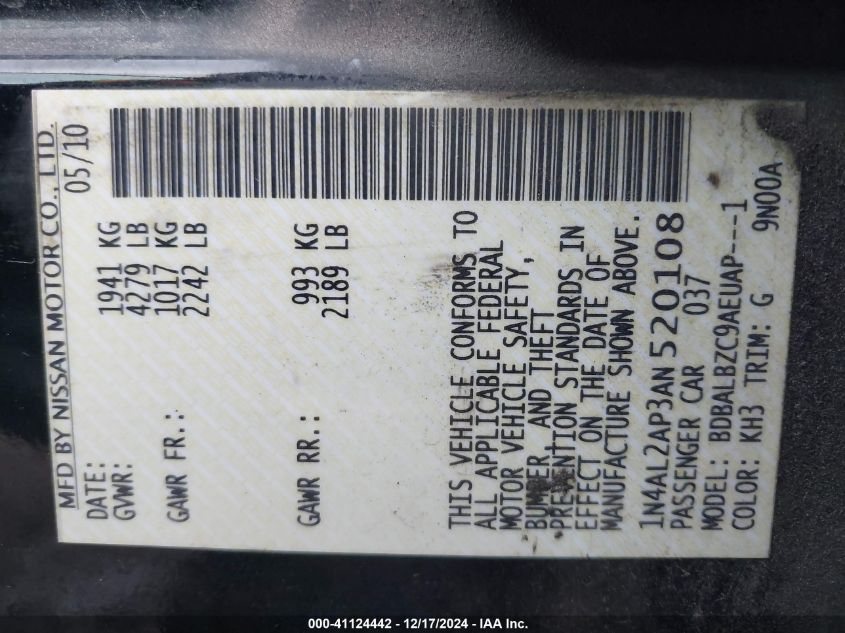 MFD BY NISSAN MOTOR CO., LTD.
DATE: 05/10
GVWR: 1941 KG
4279 LB
GAWR FR.: 1017 KG
2242 LB
GAWR RR.: 993 KG
2189 LB
THIS VEHICLE CONFORMS TO
ALL APPLICABLE FEDERAL
MOTOR VEHICLE SAFETY,
BUMPER, AND THEFT
PREVENTION STANDARDS IN
EFFECT ON THE DATE OF
MANUFACTURE SHOWN ABOVE.
1N4AL2AP3AN520108
PASSENGER CAR 037
MODEL: BDBALBZC9AEUAP---1
COLOR: KH3 TRIM: G 9N00A
000-41124442 - 12/17/2024 - IAA Inc.